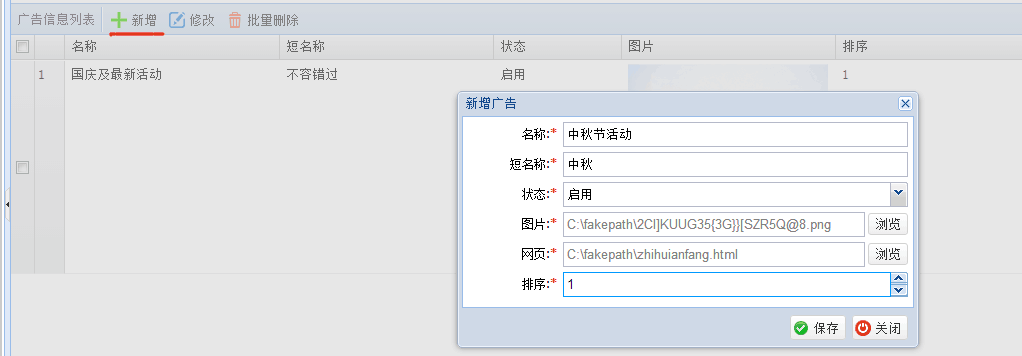 广告信息列表 新增 修改 批量删除
名称 短名称 状态 图片 排序
1 国庆及最新活动 不容错过 启用 1
新增广告
名称:* 中秋节活动
短名称:* 中秋
状态:* 启用
图片:* C:\fakepath\2CI]KUUG35{3G}}[SZR5Q@8.png 浏览
网页:* C:\fakepath\zhihuianfang.html 浏览
排序:* 1
保存 关闭